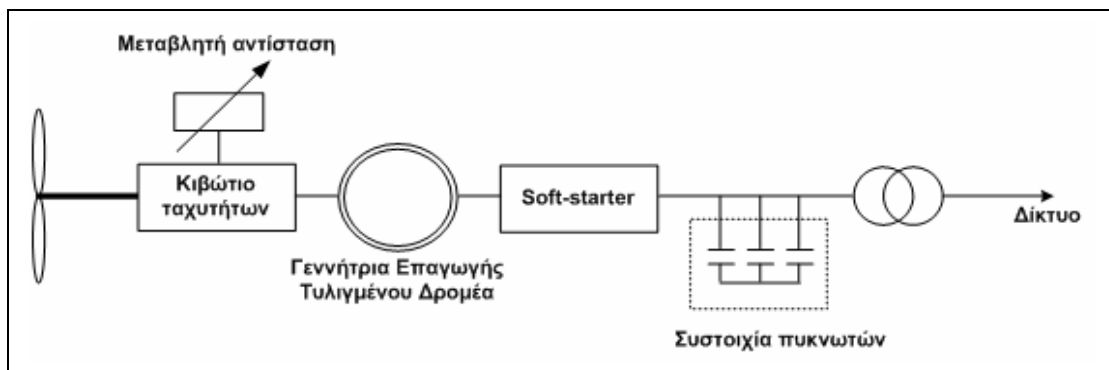 Μεταβλητή αντίσταση
Κιβώτιο
ταχυτήτων
Γεννήτρια Επαγωγής
Τυλιγμένου Δρομέα
Soft-starter
Συστοιχία πυκνωτών
Δίκτυο